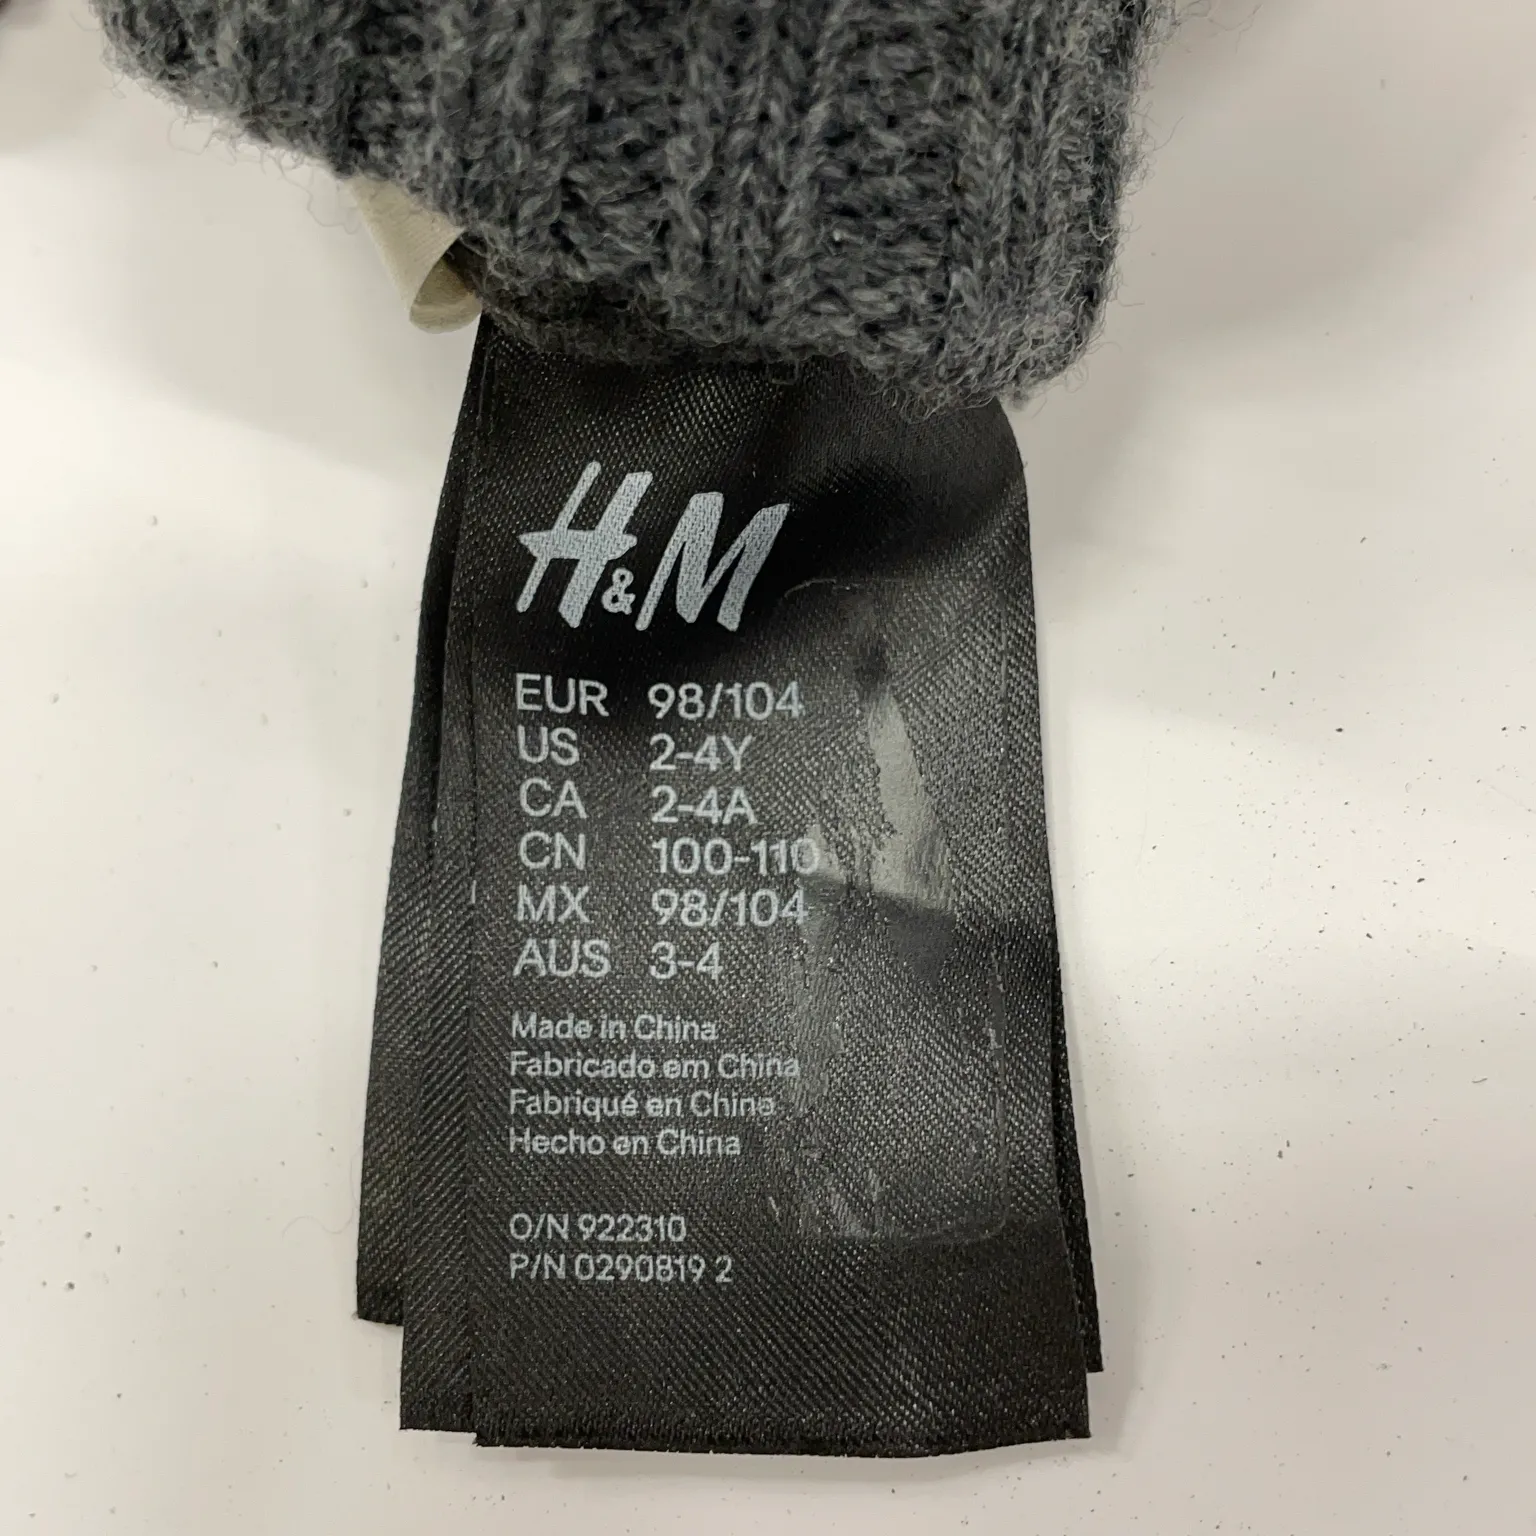 H&M
EUR 98/104
US 2-4Y
CA 2-4A
CN 100-110
MX 98/104
AUS 3-4
Made in China
Fabricado em China
Fabriqué en Chine
Hecho en China
O/N 922310
P/N 0290819 2